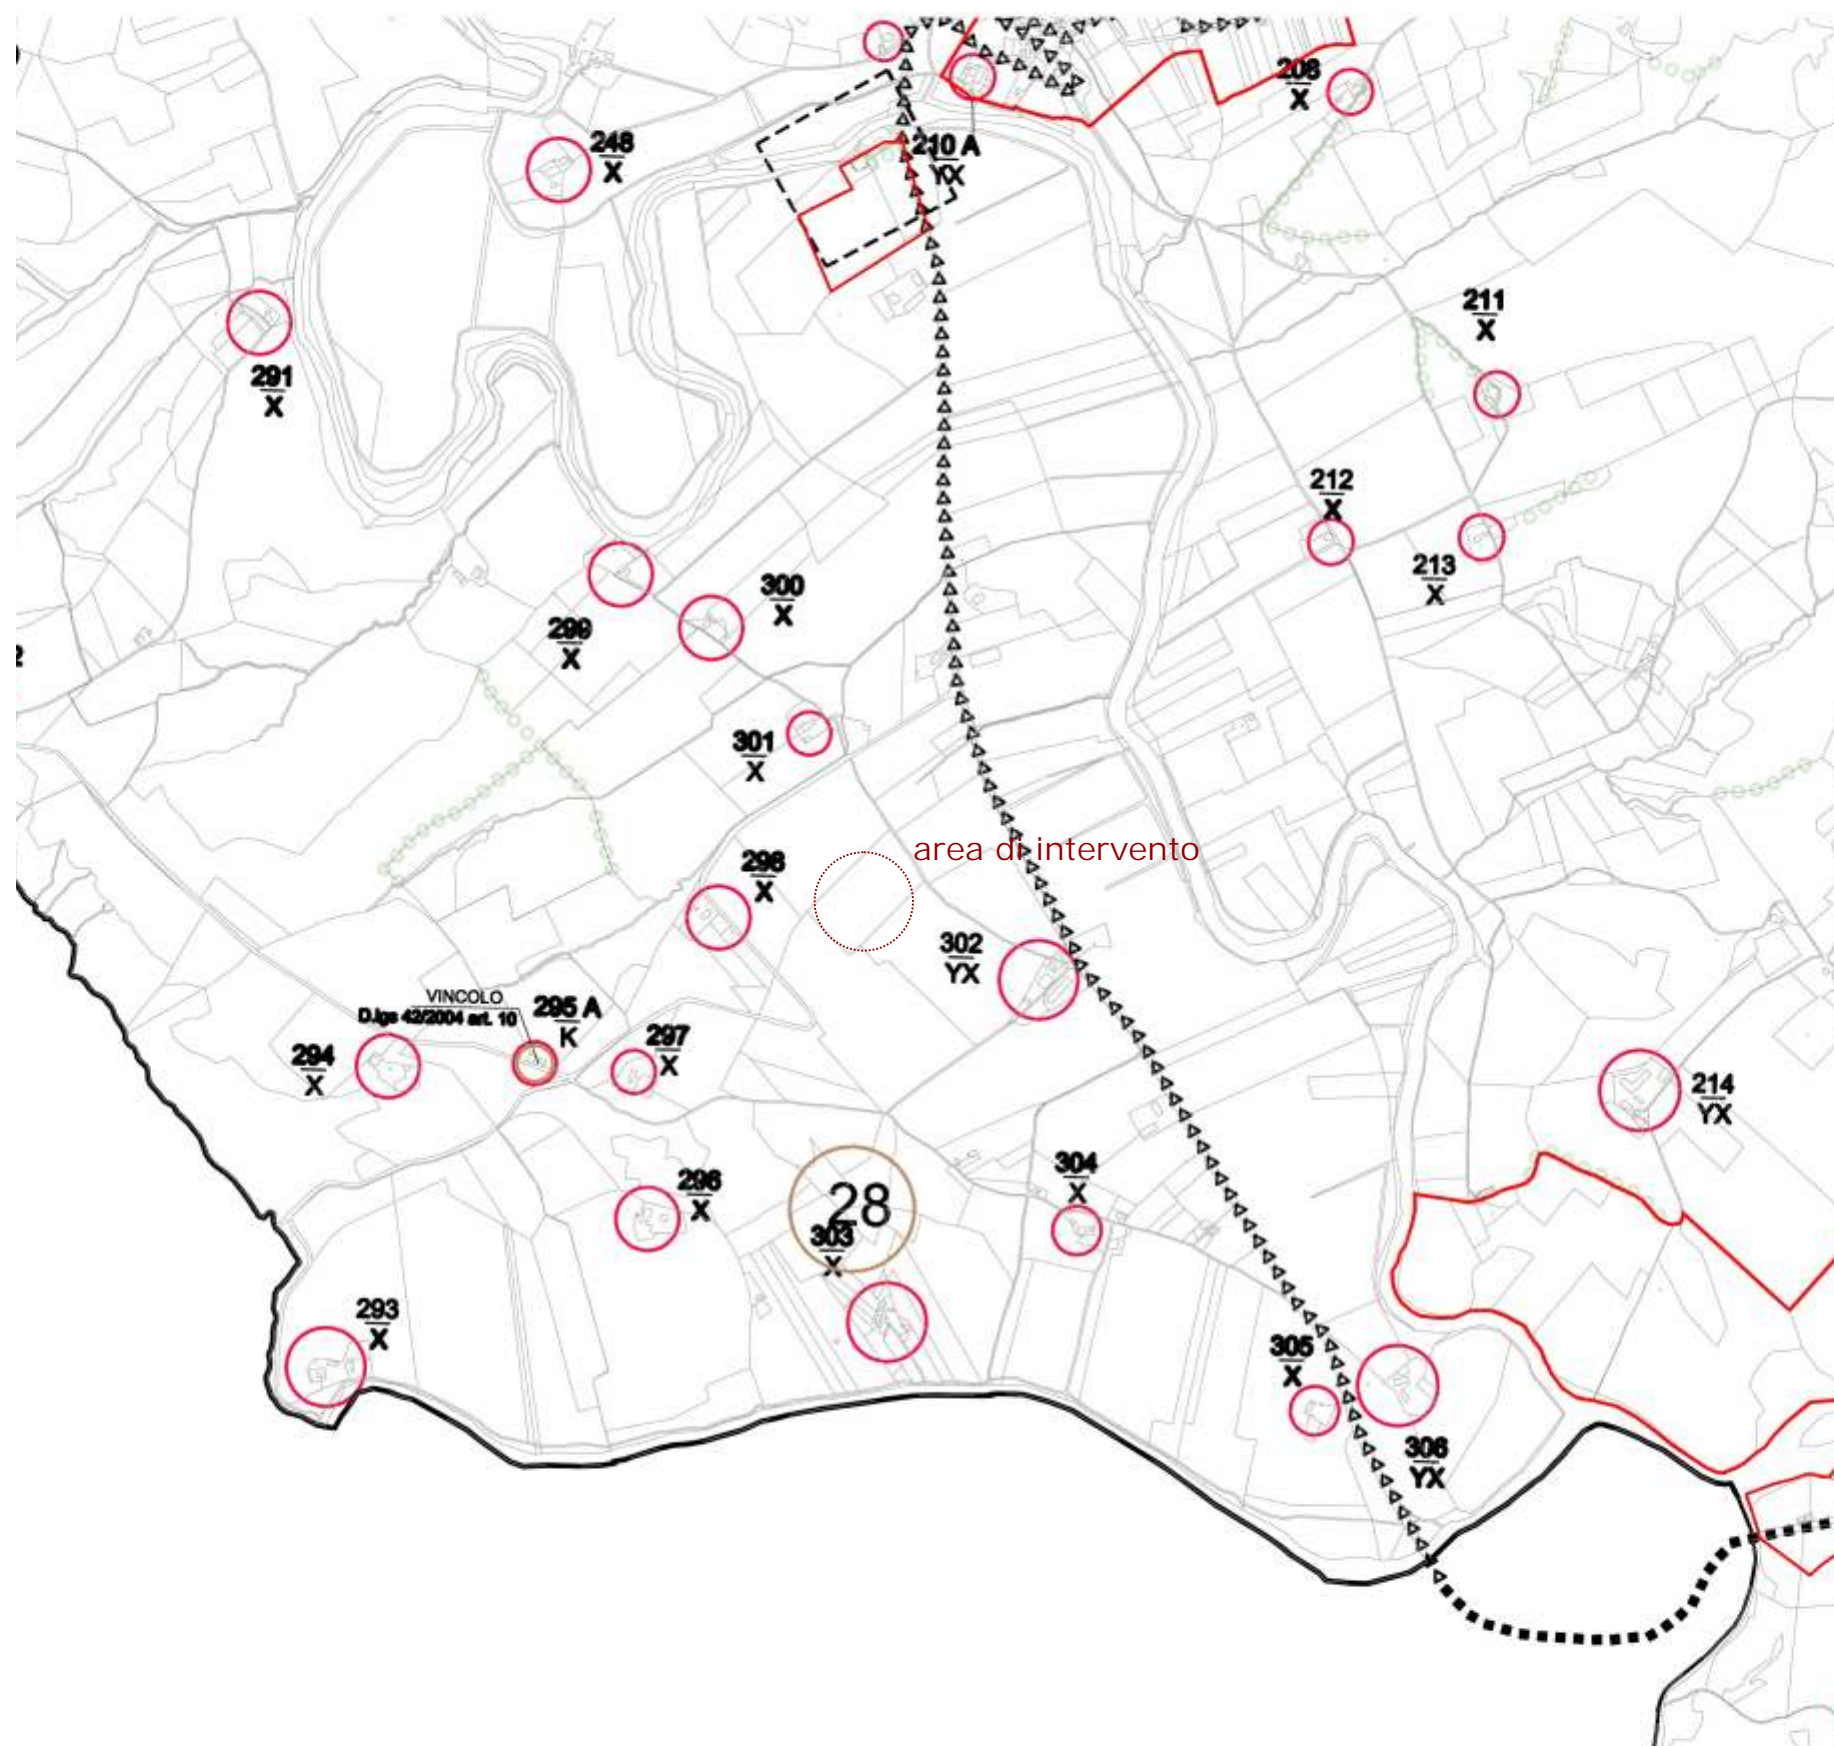 208
X
248
X
210 A
YX
211
X
291
X
212
X
213
X
300
X
299
X
301
X
area di intervento
298
X
302
YX
VINCOLO
D.lgs 42/2004 art. 10
295 A
K
297
X
294
X
214
YX
304
X
296
X
28
303
X
293
X
305
X
306
YX